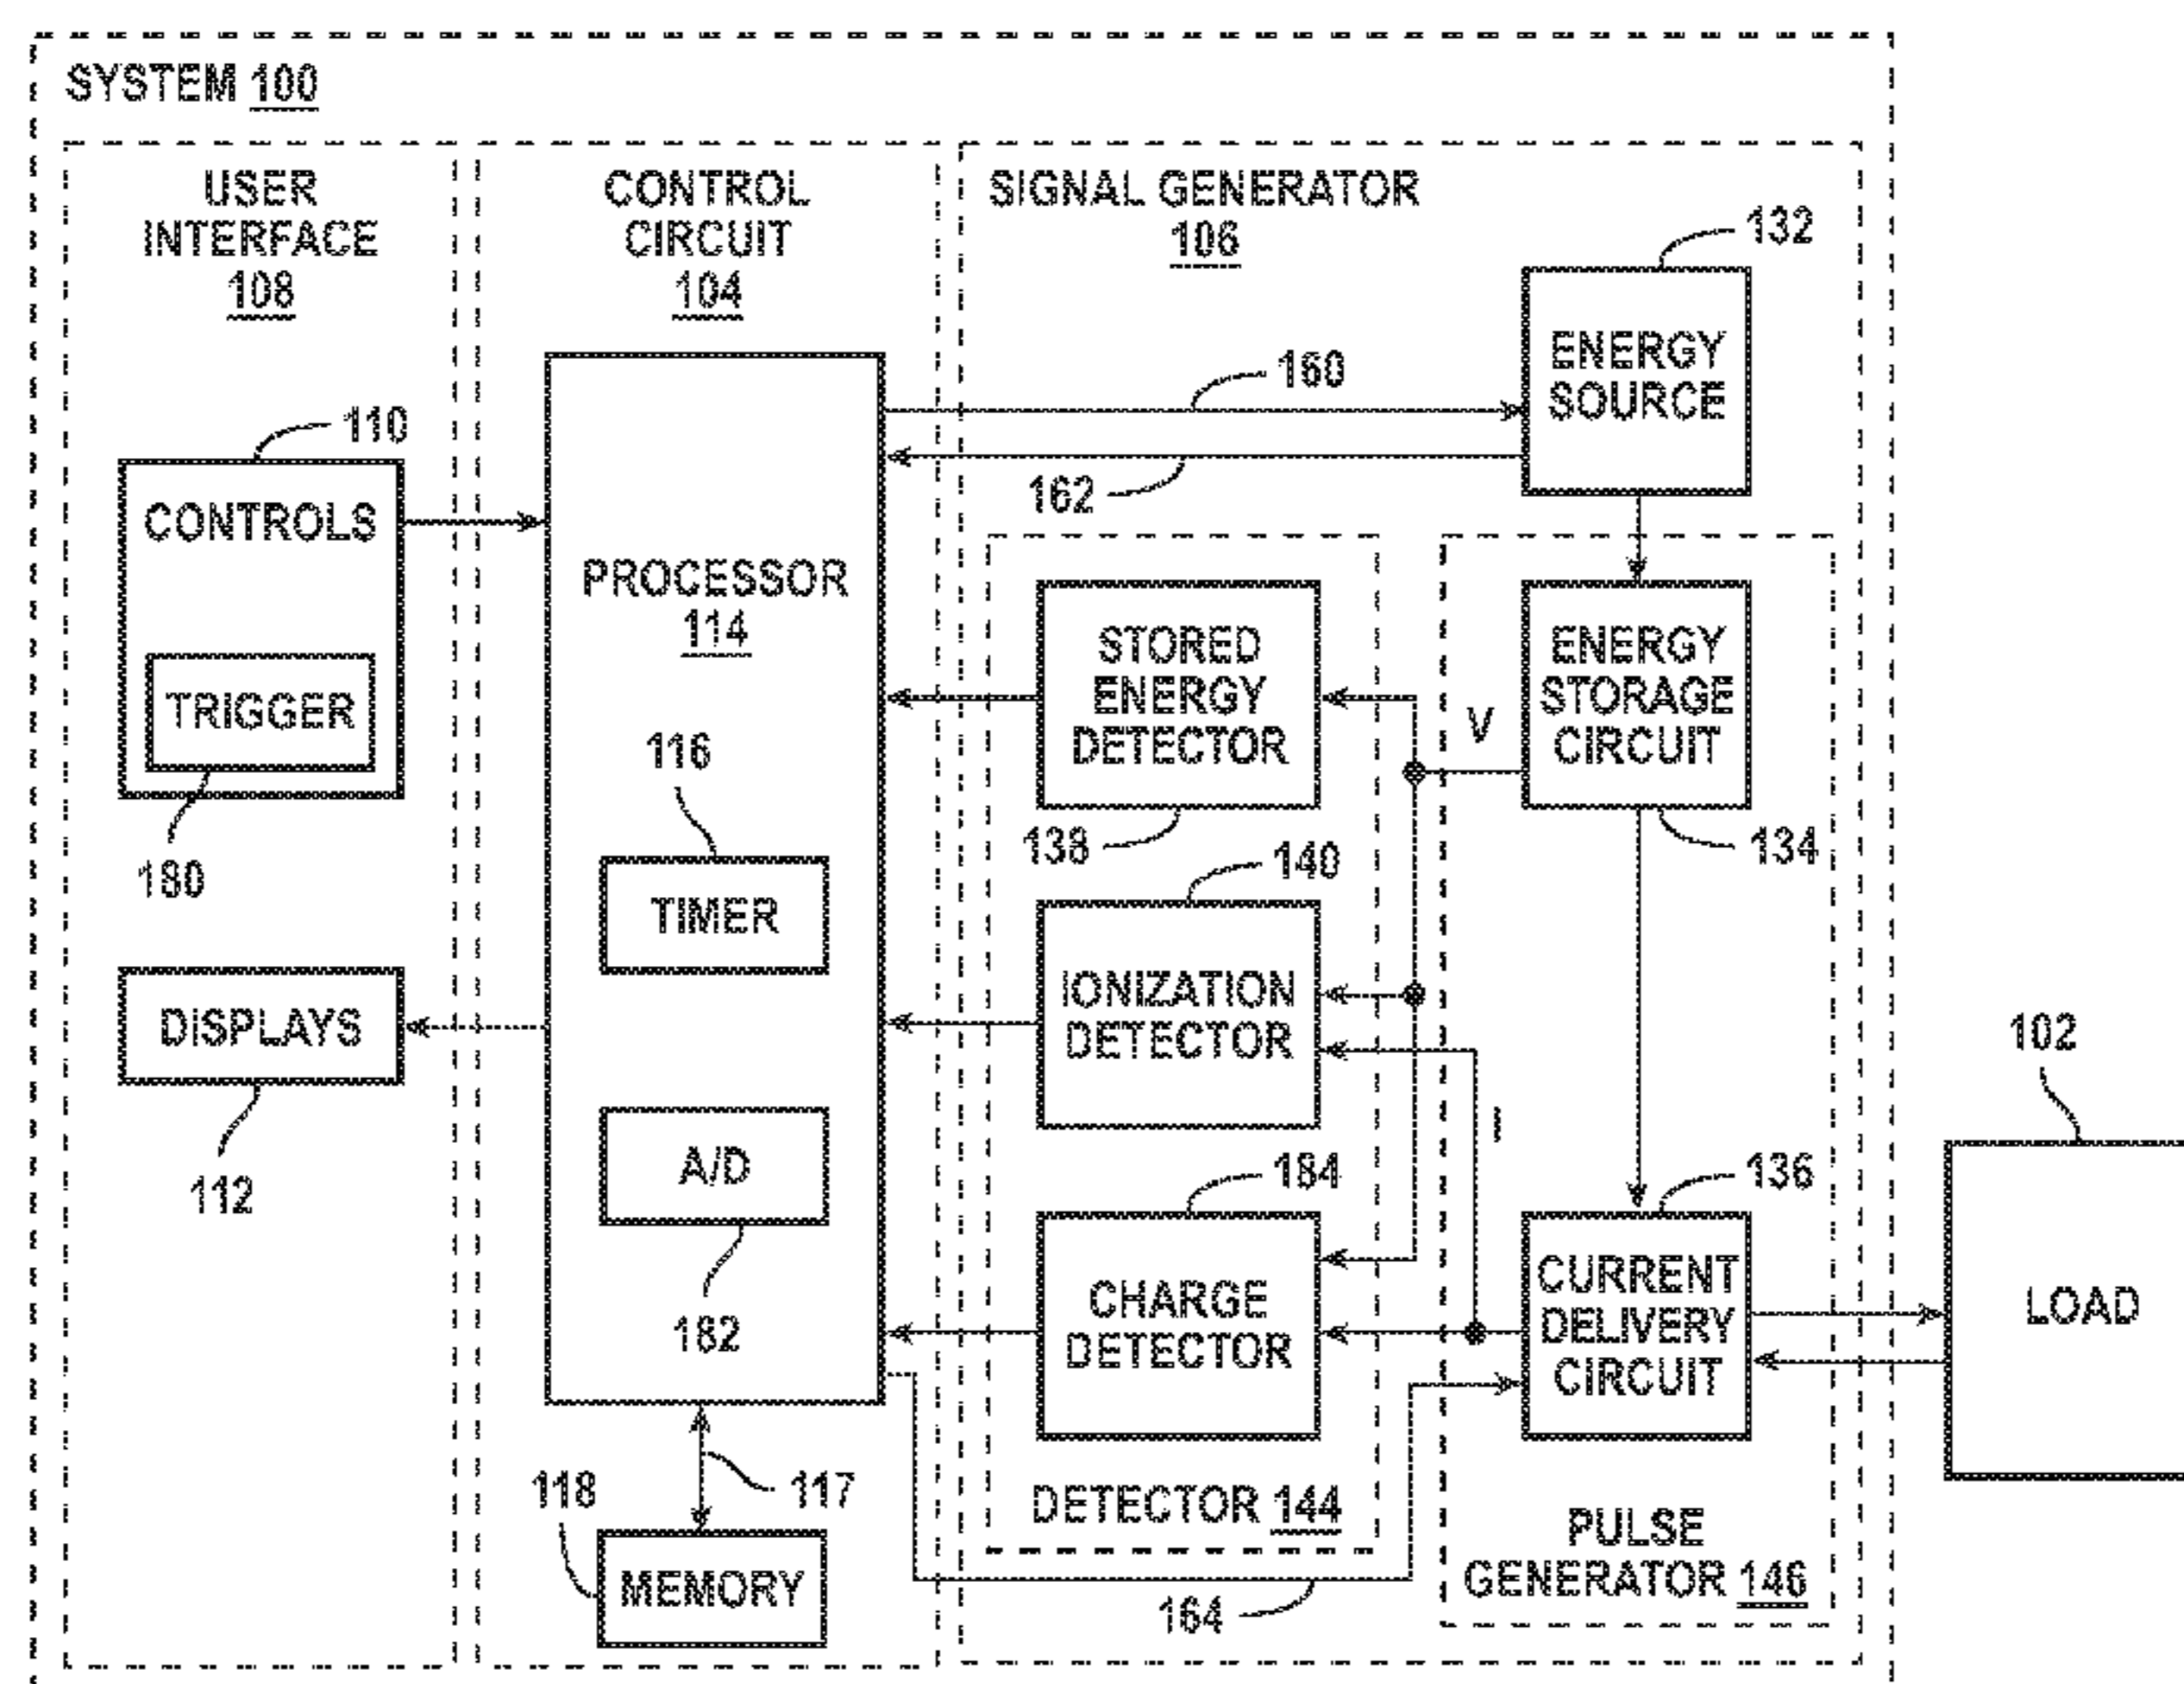 SYSTEM 100
USER
INTERFACE
108
CONTROL
CIRCUIT
104
SIGNAL GENERATOR
106
132
ENERGY
SOURCE
160
162
110
CONTROLS
TRIGGER
180
PROCESSOR
114
116
TIMER
A/D
182
STORED
ENERGY
DETECTOR
138
V
ENERGY
STORAGE
CIRCUIT
134
140
IONIZATION
DETECTOR
I
DISPLAYS
112
184
CHARGE
DETECTOR
136
CURRENT
DELIVERY
CIRCUIT
102
LOAD
117
118
MEMORY
DETECTOR 144
164
PULSE
GENERATOR 146